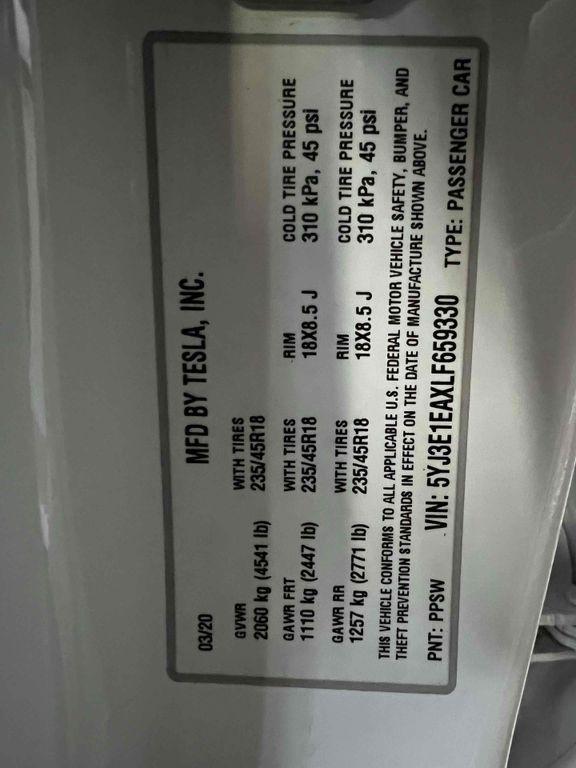 MFD BY TESLA, INC.
03/20
GVWR WITH TIRES RIM COLD TIRE PRESSURE
2060 kg (4541 lb) 235/45R18
GAWR FRT WITH TIRES RIM COLD TIRE PRESSURE
1110 kg (2447 lb) 235/45R18 18X8.5 J 310 kPa, 45 psi
GAWR RR WITH TIRES RIM COLD TIRE PRESSURE
1257 kg (2771 lb) 235/45R18 18X8.5 J 310 kPa, 45 psi
THIS VEHICLE CONFORMS TO ALL APPLICABLE U.S. FEDERAL MOTOR VEHICLE SAFETY, BUMPER, AND
THEFT PREVENTION STANDARDS IN EFFECT ON THE DATE OF MANUFACTURE SHOWN ABOVE.
PNT: PPSW VIN: 5YJ3E1EAXLF659330 TYPE: PASSENGER CAR